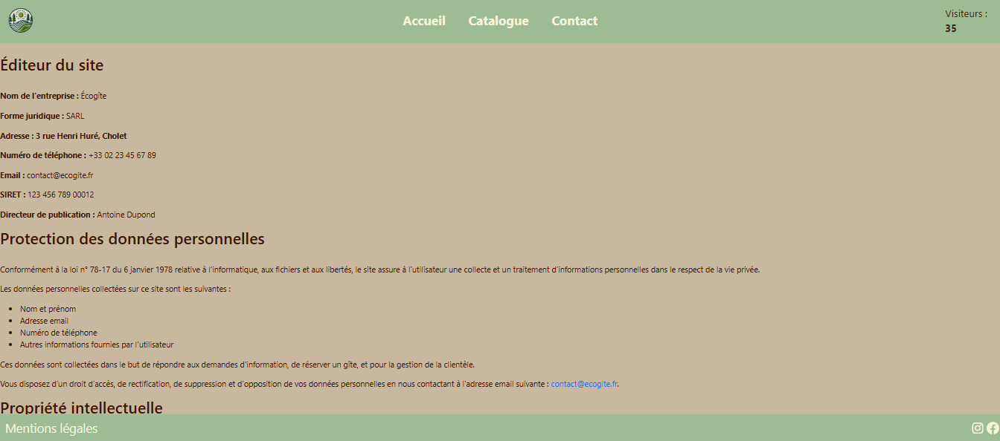 Accueil Catalogue Contact
Visiteurs :
35
Éditeur du site
Nom de l'entreprise : Écogîte
Forme juridique : SARL
Adresse : 3 rue Henri Huré, Cholet
Numéro de téléphone : +33 02 23 45 67 89
Email : contact@ecogite.fr
SIRET : 123 456 789 00012
Directeur de publication : Antoine Dupond
Protection des données personnelles
Conformément à la loi n° 78-17 du 6 janvier 1978 relative à l'informatique, aux fichiers et aux libertés, le site assure à l'utilisateur une collecte et un traitement d'informations personnelles dans le respect de la vie privée.
Les données personnelles collectées sur ce site sont les suivantes :
• Nom et prénom
• Adresse email
• Numéro de téléphone
• Autres informations fournies par l'utilisateur
Ces données sont collectées dans le but de répondre aux demandes d'information, de réserver un gîte, et pour la gestion de la clientèle.
Vous disposez d'un droit d'accès, de rectification, de suppression et d'opposition de vos données personnelles en nous contactant à l'adresse email suivante : contact@ecogite.fr.
Propriété intellectuelle
Mentions légales